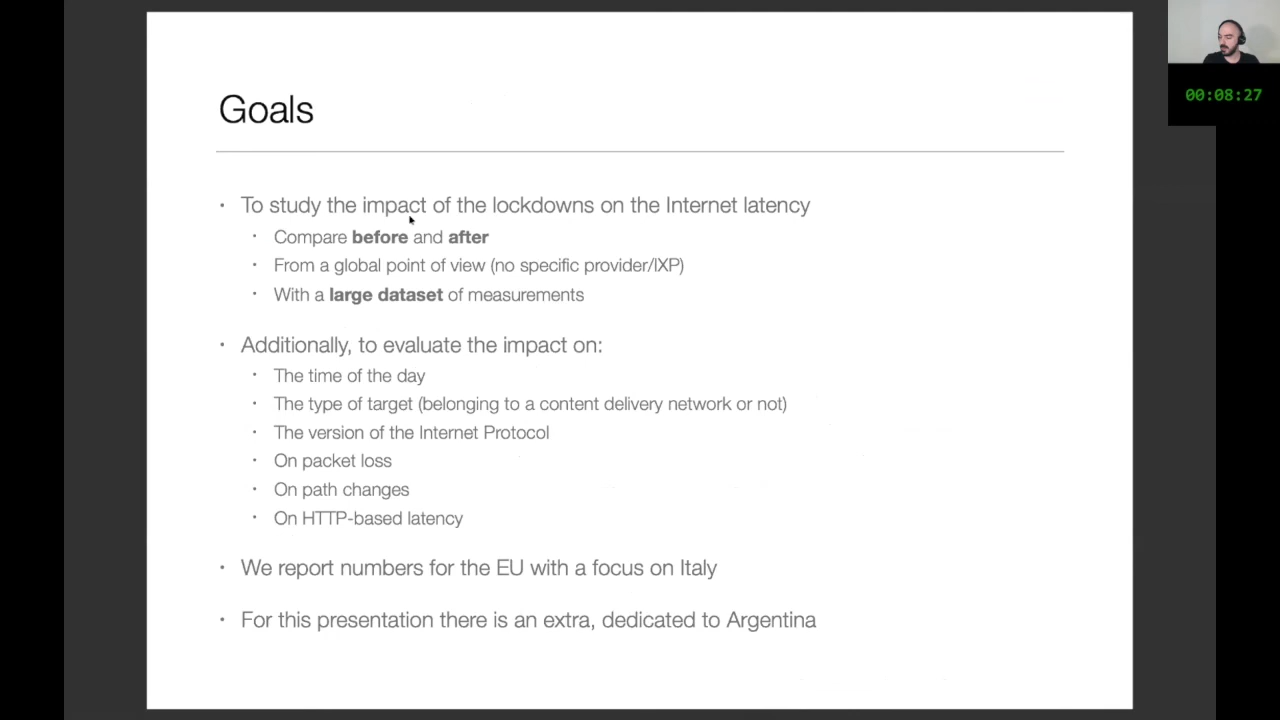 Goals
00:08:27
· To study the impact of the lockdowns on the Internet latency
· Compare before and after
· From a global point of view (no specific provider/IXP)
· With a large dataset of measurements
· Additionally, to evaluate the impact on:
· The time of the day
· The type of target (belonging to a content delivery network or not)
· The version of the Internet Protocol
· On packet loss
· On path changes
· On HTTP-based latency
· We report numbers for the EU with a focus on Italy
· For this presentation there is an extra, dedicated to Argentina